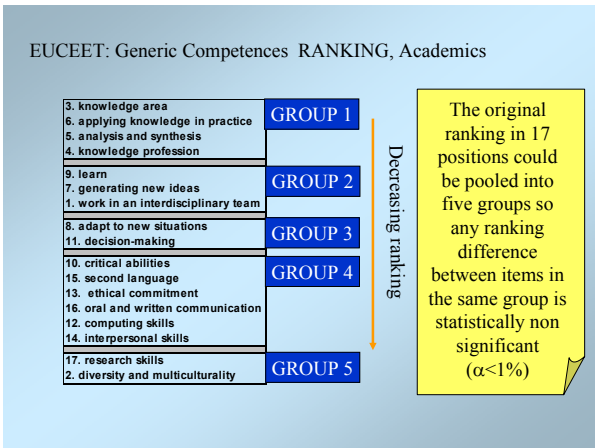 EUCEET: Generic Competences RANKING, Academics
3. knowledge area
6. applying knowledge in practice
5. analysis and synthesis
4. knowledge profession
GROUP 1
9. learn
7. generating new ideas
1. work in an interdisciplinary team
GROUP 2
8. adapt to new situations
11. decision-making
GROUP 3
10. critical abilities
15. second language
13. ethical commitment
16. oral and written communication
12. computing skills
14. interpersonal skills
GROUP 4
17. research skills
2. diversity and multiculturality
GROUP 5
Decreasing ranking
The original
ranking in 17
positions could
be pooled into
five groups so
any ranking
difference
between items in
the same group is
statistically non
significant
(α<1%)